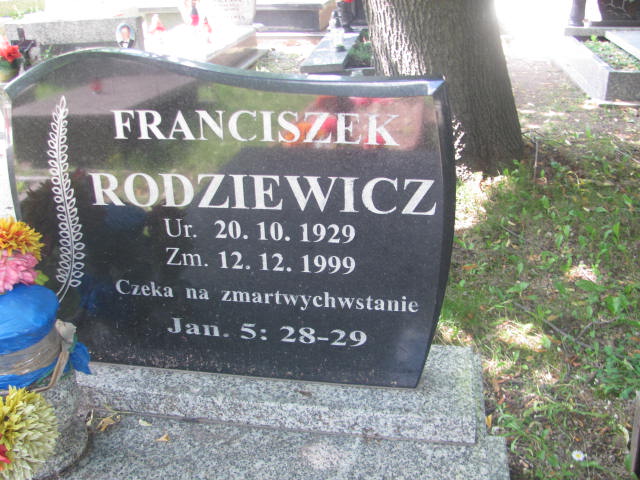 FRANCISZEK
RODZIEWICZ
Ur. 20. 10. 1929
Zm. 12. 12. 1999
Czeka na zmartwychwstanie
Jan. 5: 28-29